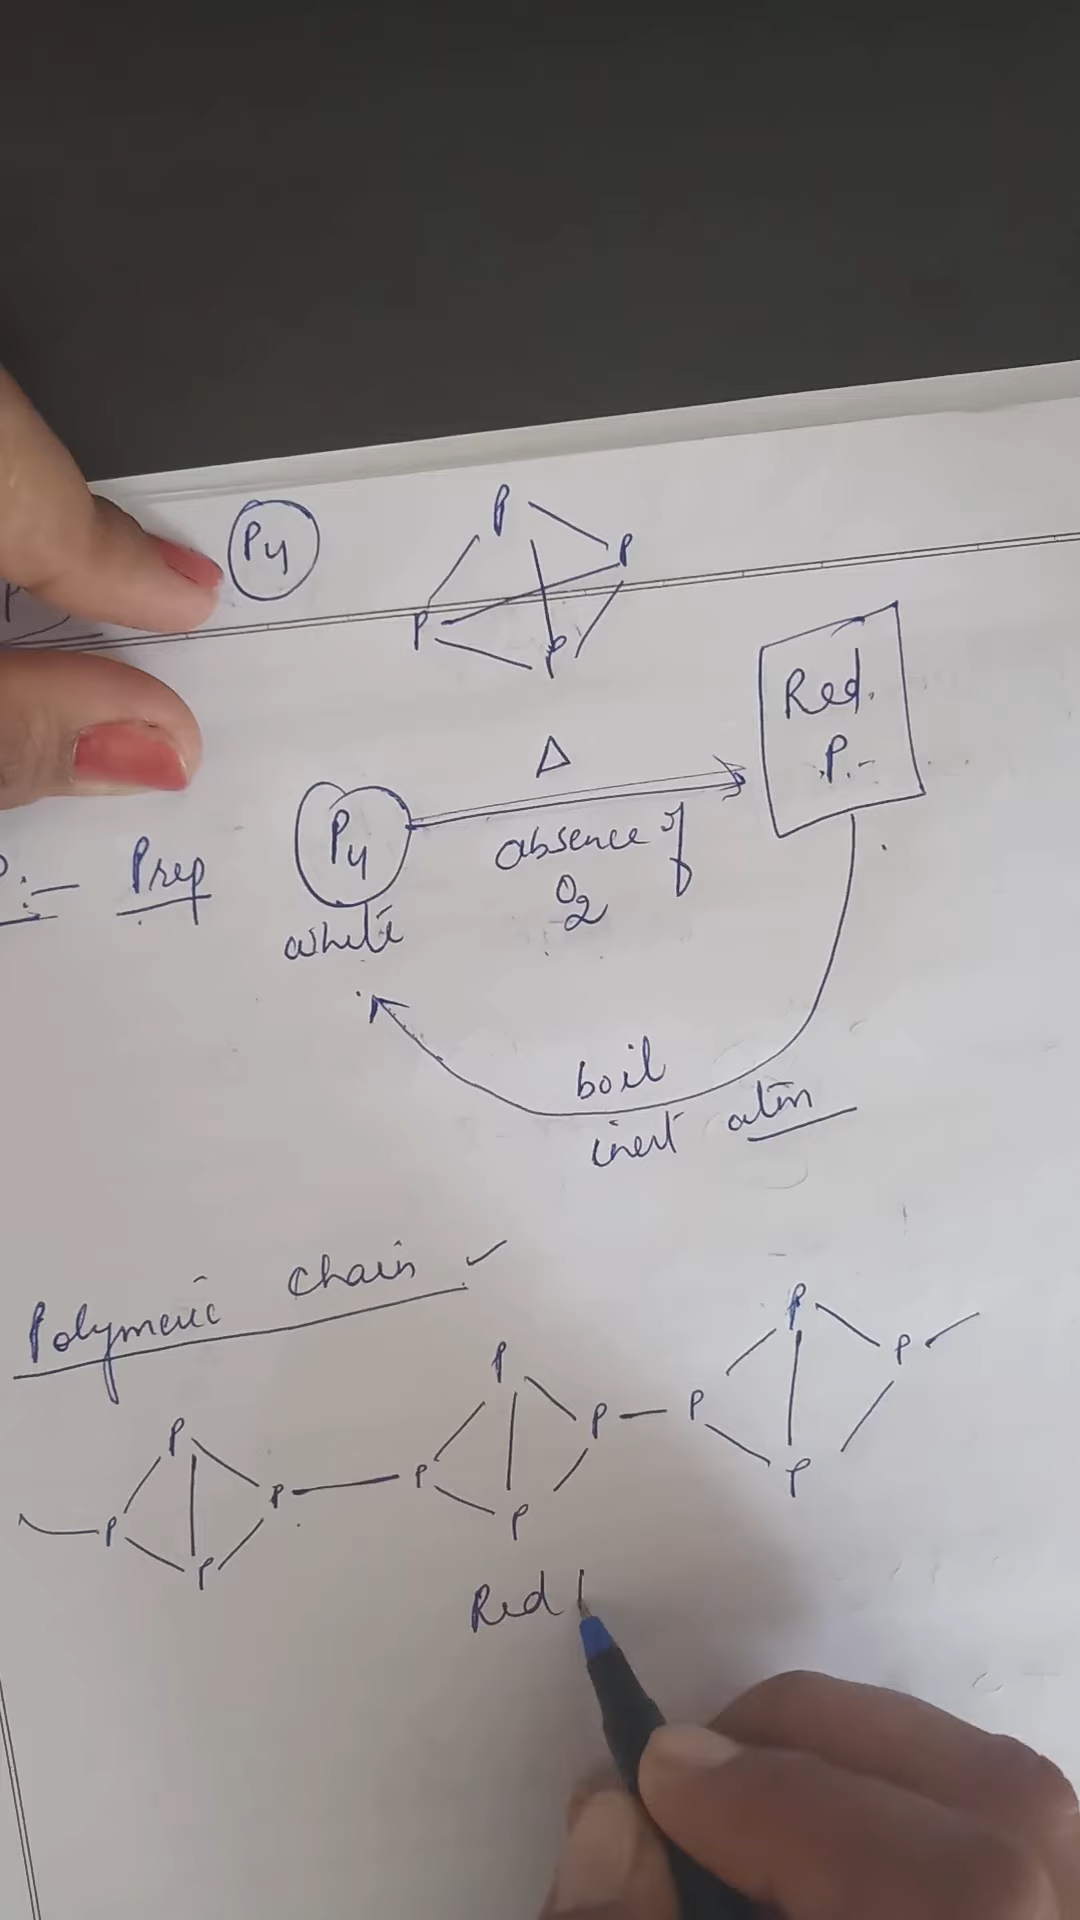 P4
P
P
P
P
Red.
P.-
Δ
P4
absence of
O2
P:- Prep
white
boil
inert atm
Polymeric Chain ✓
P
P
P
P
P
P
P
P
P
P
P
P
Red